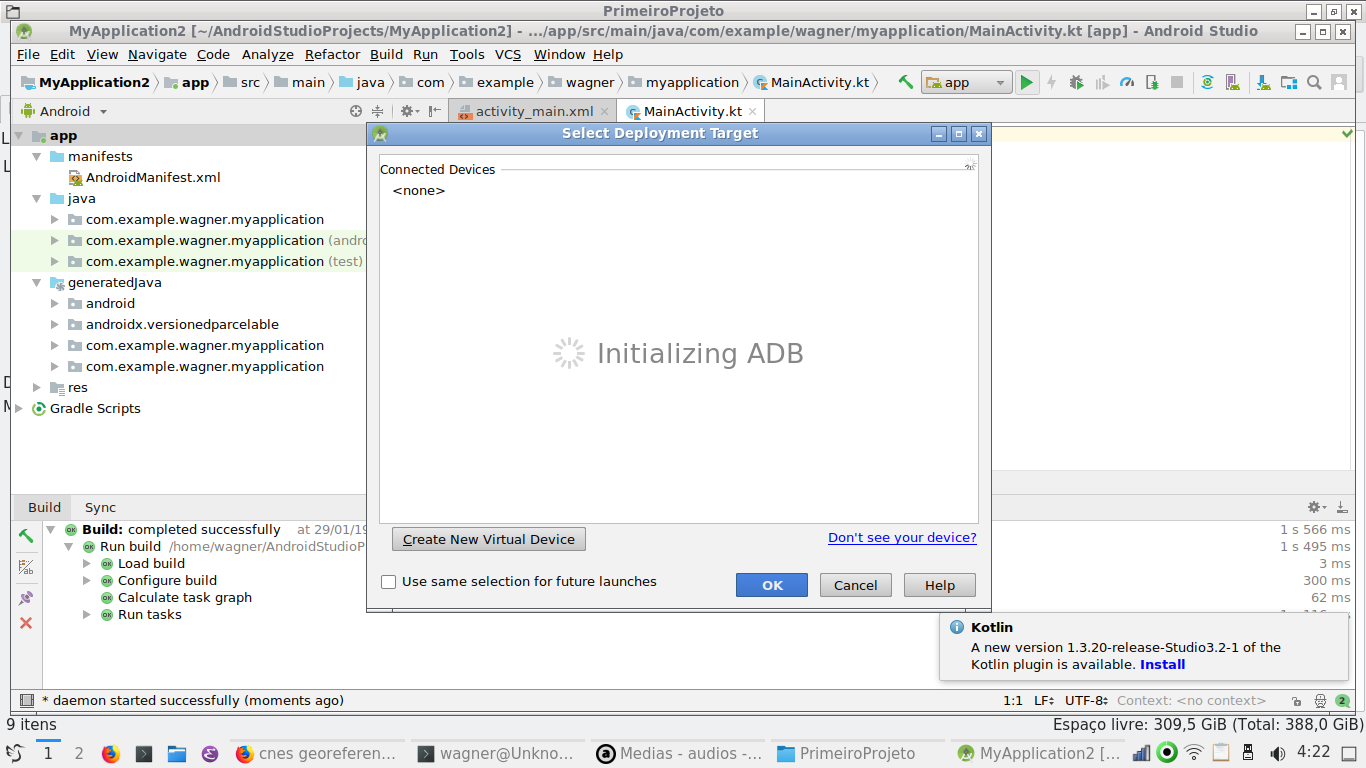 PrimeiroProjeto
MyApplication2 [~/AndroidStudioProjects/MyApplication2] - .../app/src/main/java/com/example/wagner/myapplication/MainActivity.kt [app] - Android Studio
File Edit View Navigate Code Analyze Refactor Build Run Tools VCS Window Help
MyApplication2 app src main java com example wagner myapplication MainActivity.kt app
Android activity_main.xml MainActivity.kt
app
Select Deployment Target
manifests
AndroidManifest.xml
java
com.example.wagner.myapplication
com.example.wagner.myapplication (andro
com.example.wagner.myapplication (test)
generatedJava
android
androidx.versionedparcelable
com.example.wagner.myapplication
com.example.wagner.myapplication
res
Gradle Scripts
Connected Devices
<none>
Initializing ADB
Create New Virtual Device
Don't see your device?
Use same selection for future launches
OK Cancel Help
Build Sync
Build: completed successfully at 29/01/19 1 s 566 ms
Run build /home/wagner/AndroidStudioP 1 s 495 ms
Load build 3 ms
Configure build 300 ms
Calculate task graph 62 ms
Run tasks
Kotlin
A new version 1.3.20-release-Studio3.2-1 of the
Kotlin plugin is available. Install
* daemon started successfully (moments ago) 1:1 LF UTF-8 Context: <no context> 2
9 itens Espaço livre: 309,5 GiB (Total: 388,0 GiB)
1 2 cnes georeferen... wagner@Unkno... Medias - audios -... PrimeiroProjeto MyApplication2 [... 4:22